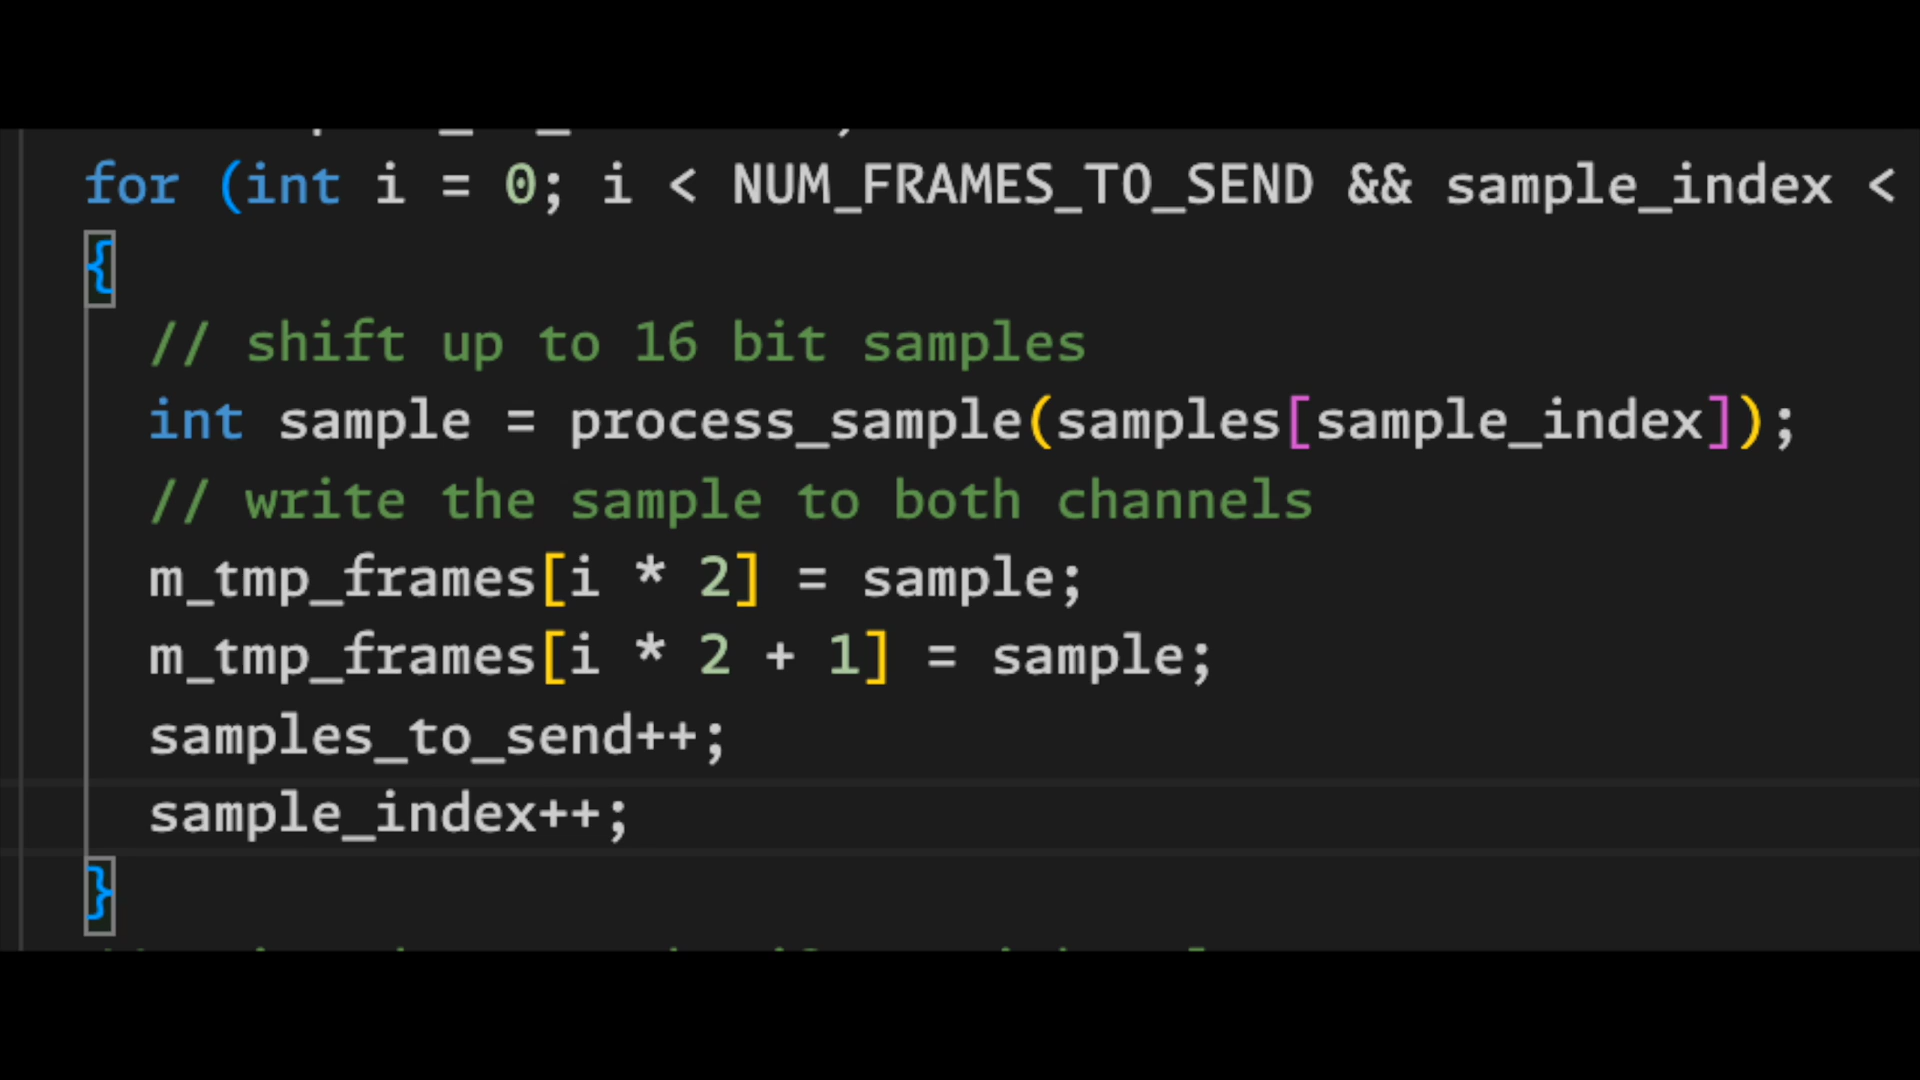 for (int i = 0; i < NUM_FRAMES_TO_SEND && sample_index <
{
// shift up to 16 bit samples
int sample = process_sample(samples[sample_index]);
// write the sample to both channels
m_tmp_frames[i * 2] = sample;
m_tmp_frames[i * 2 + 1] = sample;
samples_to_send++;
sample_index++;
}